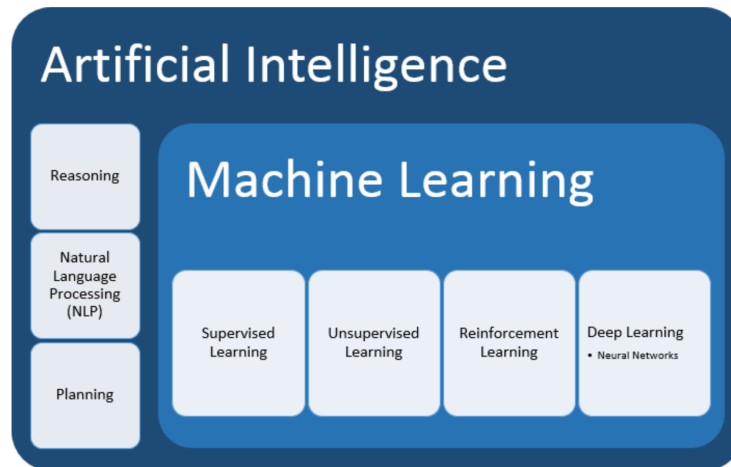 Artificial Intelligence
Reasoning
Machine Learning
Natural
Language
Processing
(NLP)
Planning
Supervised
Learning
Unsupervised
Learning
Reinforcement
Learning
Deep Learning
• Neural Networks